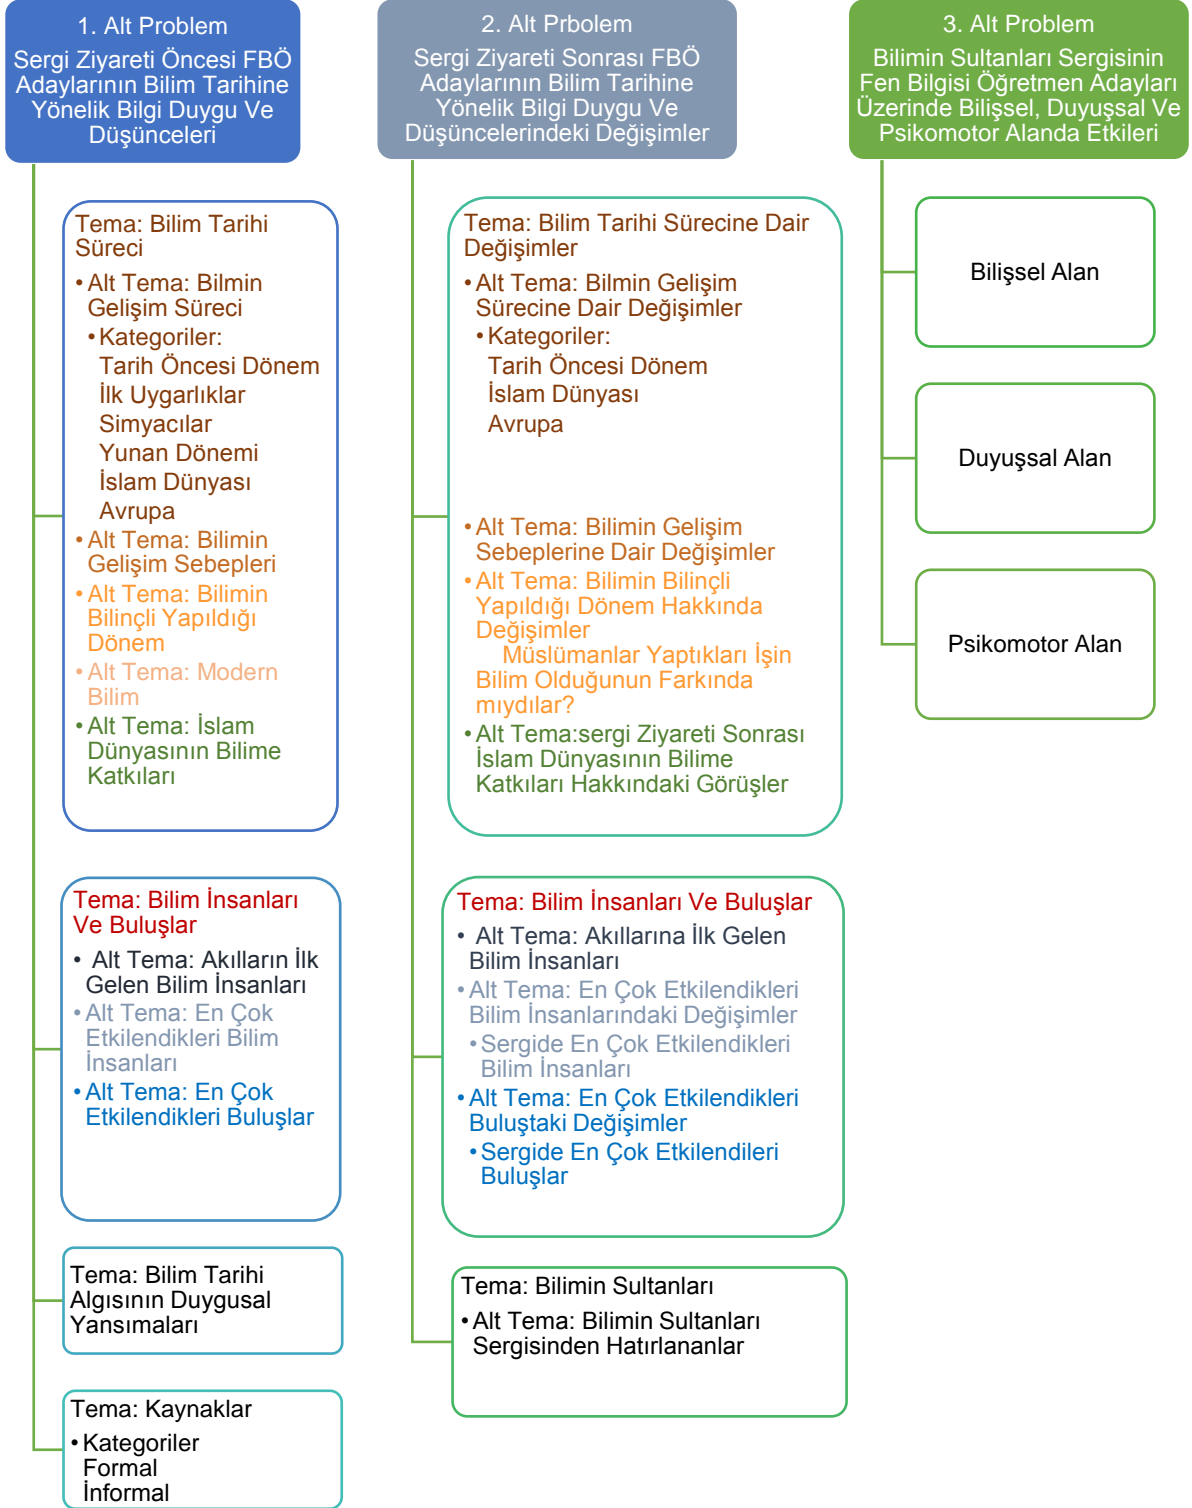 1. Alt Problem
Sergi Ziyareti Öncesi FBÖ
Adaylarının Bilim Tarihine
Yönelik Bilgi Duygu Ve
Düşünceleri
Tema: Bilim Tarihi
Süreci
• Alt Tema: Bilmin
Gelişim Süreci
• Kategoriler:
Tarih Öncesi Dönem
İlk Uygarlıklar
Simyacılar
Yunan Dönemi
İslam Dünyası
Avrupa
• Alt Tema: Bilimin
Gelişim Sebepleri
• Alt Tema: Bilimin
Bilinçli Yapıldığı
Dönem
• Alt Tema: Modern
Bilim
• Alt Tema: İslam
Dünyasının Bilime
Katkıları
Tema: Bilim İnsanları
Ve Buluşlar
• Alt Tema: Akılların İlk
Gelen Bilim İnsanları
• Alt Tema: En Çok
Etkilendikleri Bilim
İnsanları
• Alt Tema: En Çok
Etkilendikleri Buluşlar
Tema: Bilim Tarihi
Algısının Duygusal
Yansımaları
Tema: Kaynaklar
• Kategoriler
Formal
İnformal
2. Alt Prbolem
Sergi Ziyareti Sonrası FBÖ
Adaylarının Bilim Tarihine
Yönelik Bilgi Duygu Ve
Düşüncelerindeki Değişimler
Tema: Bilim Tarihi Sürecine Dair
Değişimler
• Alt Tema: Bilmin Gelişim
Sürecine Dair Değişimler
• Kategoriler:
Tarih Öncesi Dönem
İslam Dünyası
Avrupa
• Alt Tema: Bilimin Gelişim
Sebeplerine Dair Değişimler
• Alt Tema: Bilimin Bilinçli
Yapıldığı Dönem Hakkında
Değişimler
Müslümanlar Yaptıkları İşin
Bilim Olduğunun Farkında
mıydılar?
• Alt Tema:sergi Ziyareti Sonrası
İslam Dünyasının Bilime
Katkıları Hakkındaki Görüşler
Tema: Bilim İnsanları Ve Buluşlar
• Alt Tema: Akıllarına İlk Gelen
Bilim İnsanları
• Alt Tema: En Çok Etkilendikleri
Bilim İnsanlarındaki Değişimler
• Sergide En Çok Etkilendikleri
Bilim İnsanları
• Alt Tema: En Çok Etkilendikleri
Buluştaki Değişimler
• Sergide En Çok Etkilendileri
Buluşlar
Tema: Bilimin Sultanları
• Alt Tema: Bilimin Sultanları
Sergisinden Hatırlananlar
3. Alt Problem
Bilimin Sultanları Sergisinin
Fen Bilgisi Öğretmen Adayları
Üzerinde Bilişsel, Duyuşsal Ve
Psikomotor Alanda Etkileri
Bilişsel Alan
Duyuşsal Alan
Psikomotor Alan